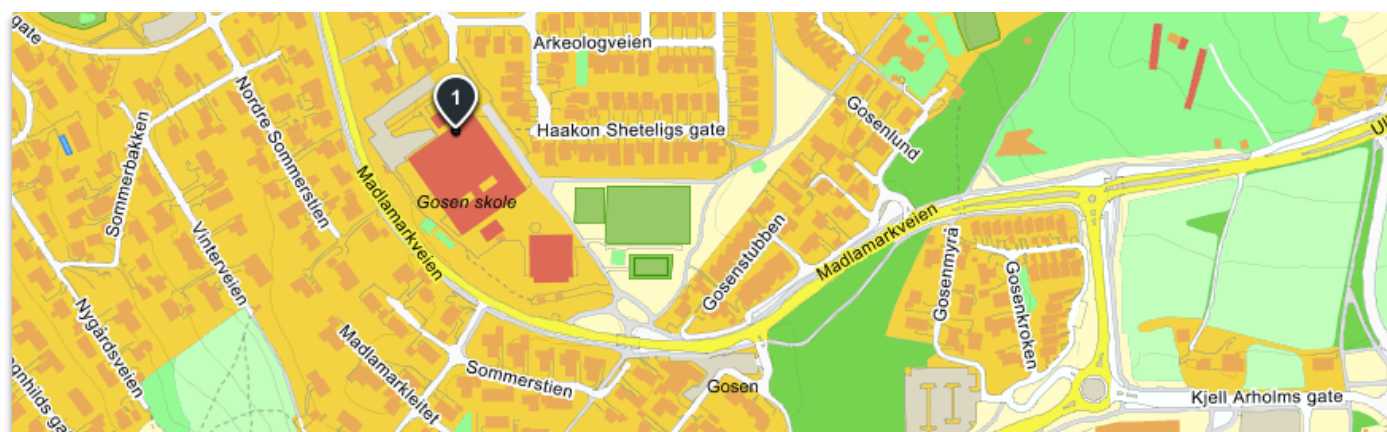 gate
Arkeologveien
1
Nordre Sommerstien
Gosenlund
Haakon Sheteligs gate
Sommerbakken
Madlamarkveien
Gosen skole
Vinterveien
Gosenstubben
Madlamarkveien
Gosenmyrå
Gosenkroken
Nygårdsveien
Madlamarkleitet
Sommerstien
Gosen
Kjell Arholms gate